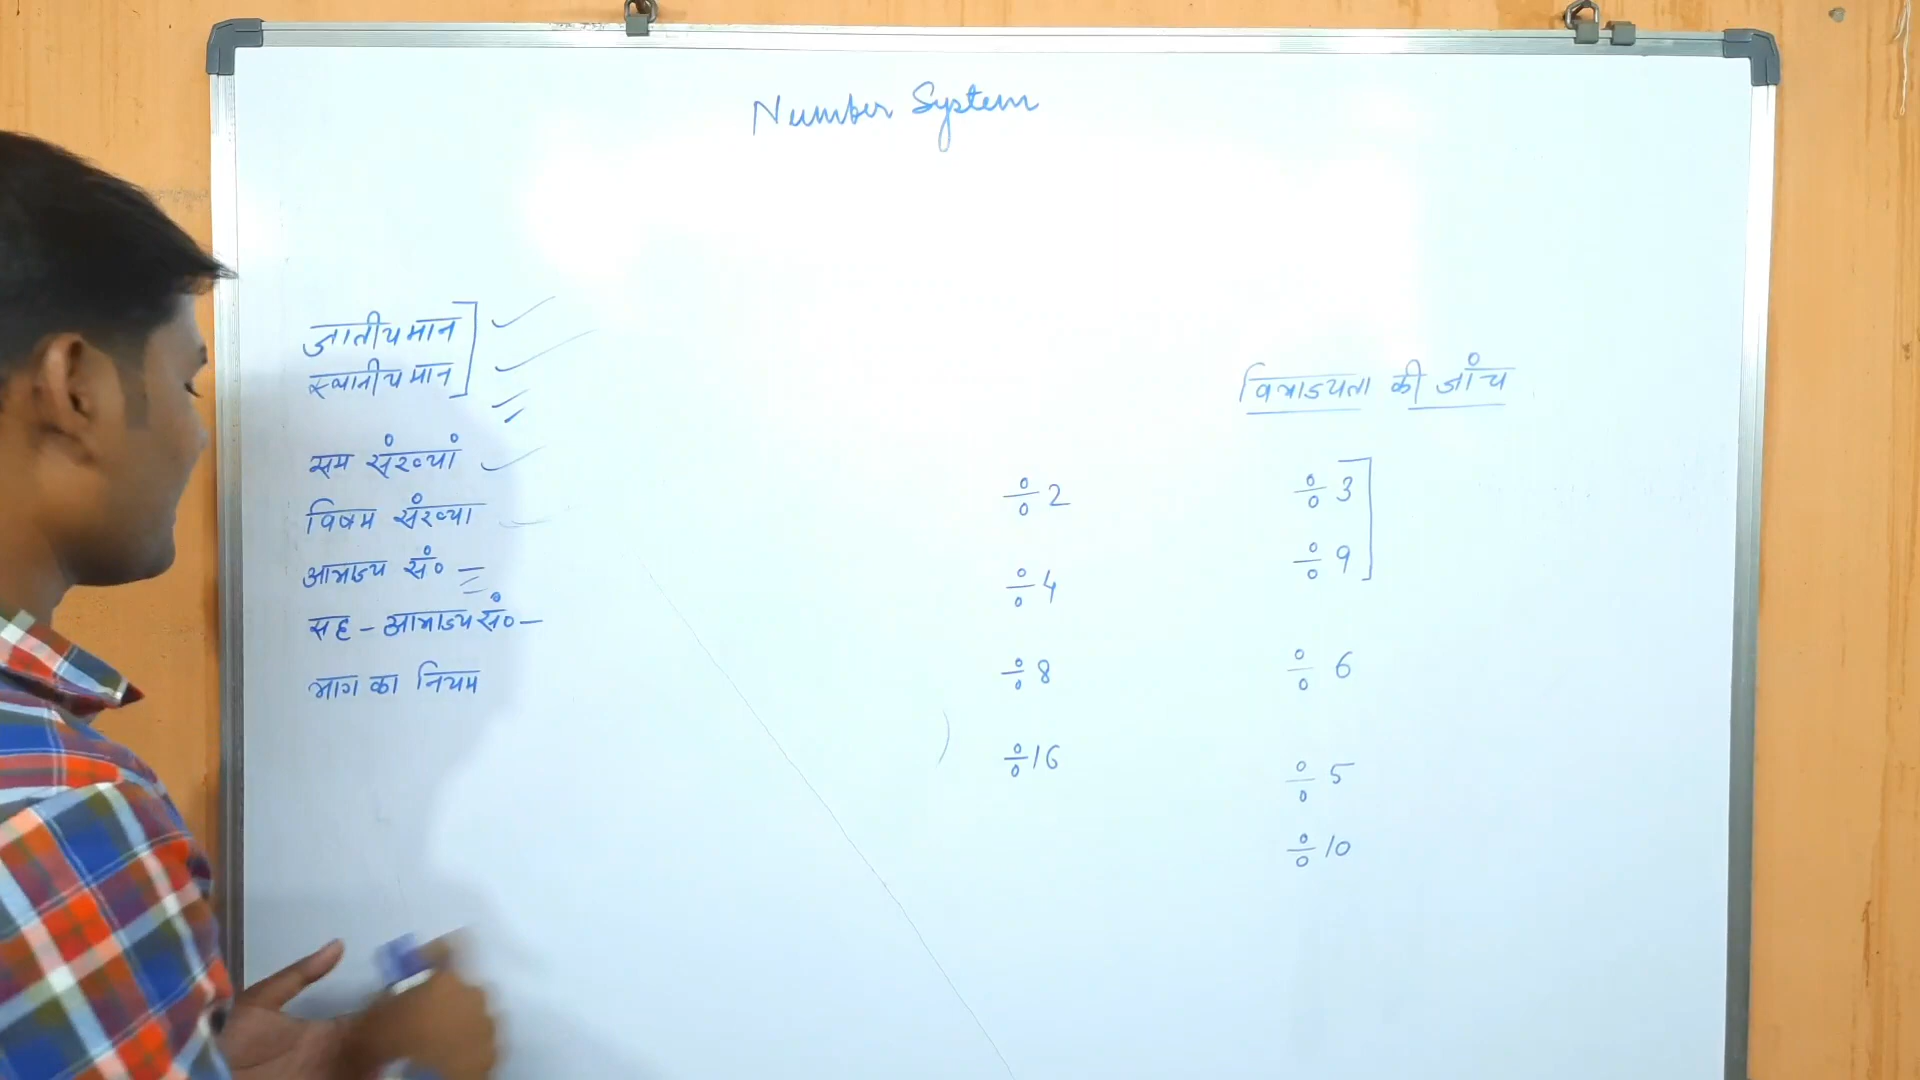 Number System
जातीय मान
स्थानीय मान
सम संख्यां
विषम संख्या
अभाज्य सं०
सह - अभाज्य सं०
भाग का नियम
विभाज्यता की जांच
÷ 2
÷ 4
÷ 8
÷ 16
÷ 3
÷ 9
÷ 6
÷ 5
÷ 10